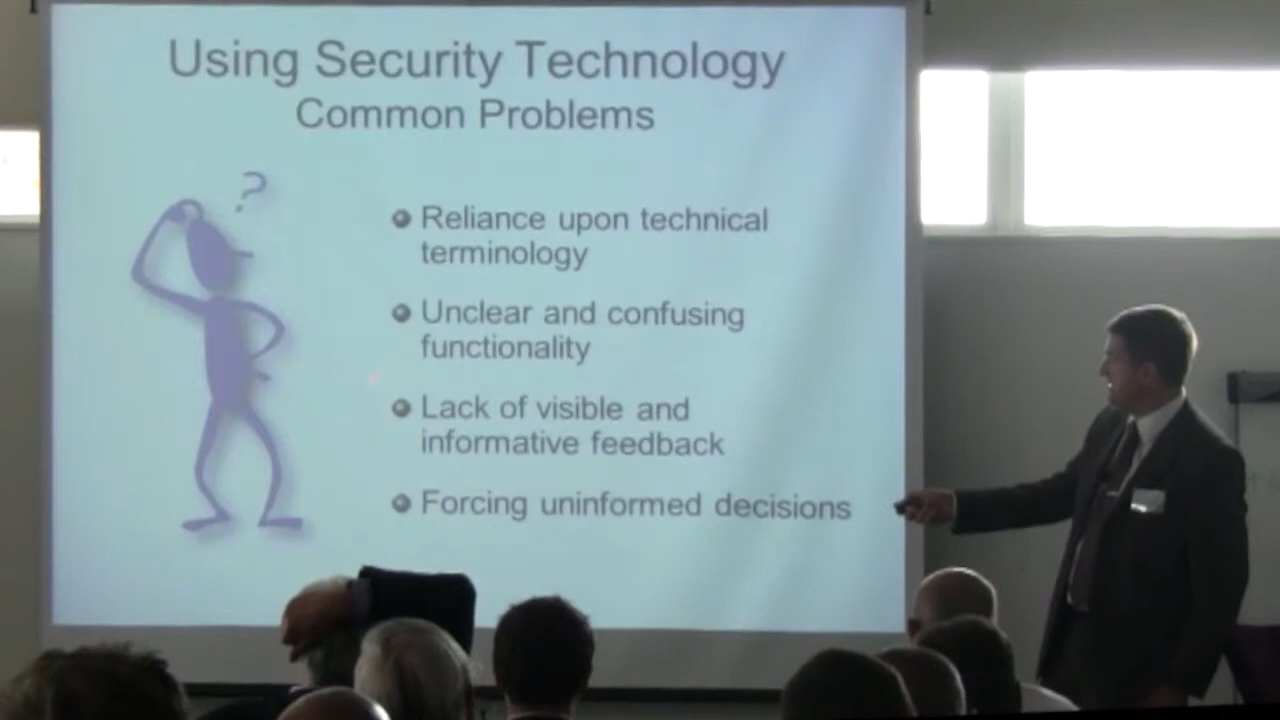 Using Security Technology
Common Problems
?
Reliance upon technical
terminology
Unclear and confusing
functionality
Lack of visible and
informative feedback
Forcing uninformed decisions